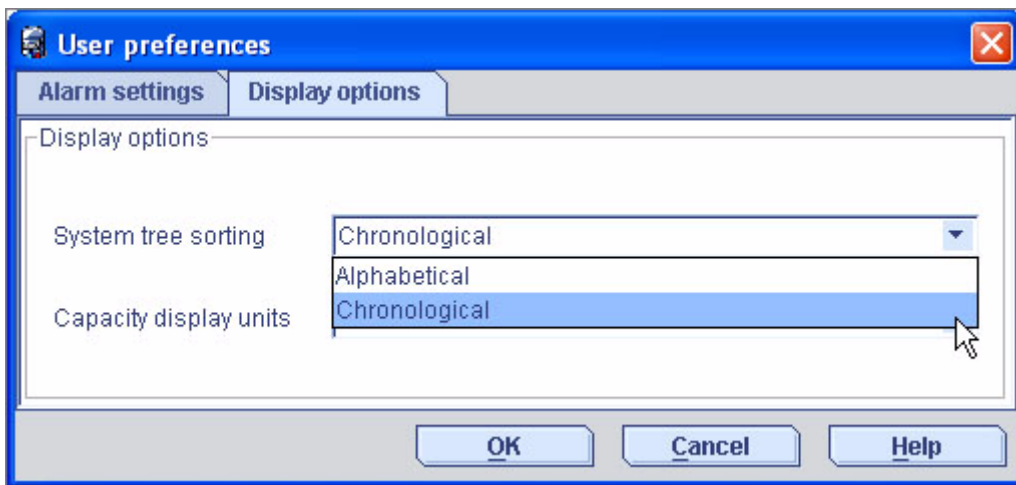 User preferences
Alarm settings Display options
Display options
System tree sorting Chronological
Alphabetical
Chronological
Capacity display units
OK Cancel Help